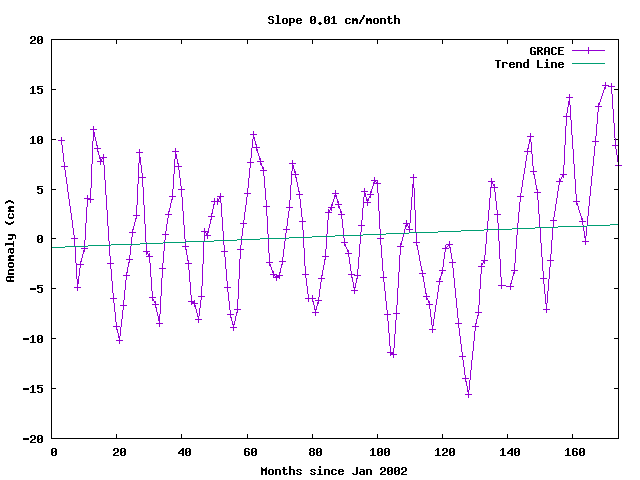 Slope 0.01 cm/month
GRACE
Trend Line
20
15
10
5
0
-5
-10
-15
-20
Anomaly (cm)
0 20 40 60 80 100 120 140 160
Months since Jan 2002